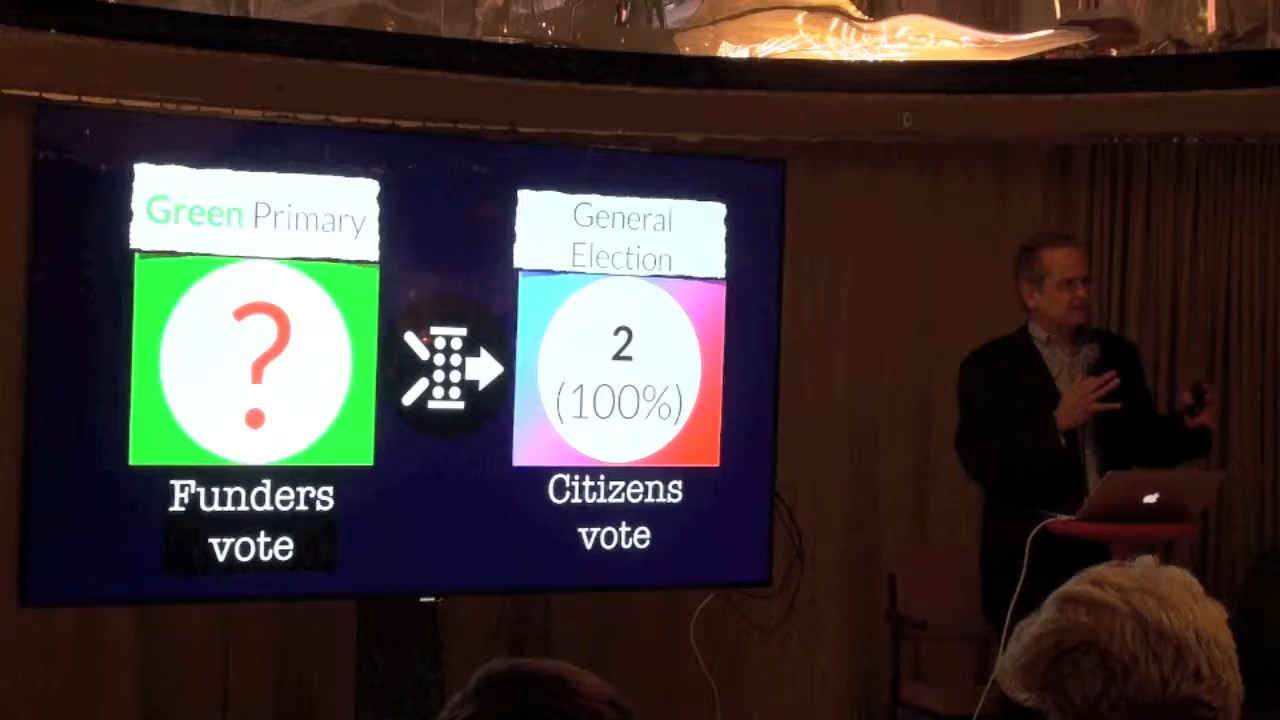 Green Primary
?
Funders
vote
General
Election
2
(100%)
Citizens
vote